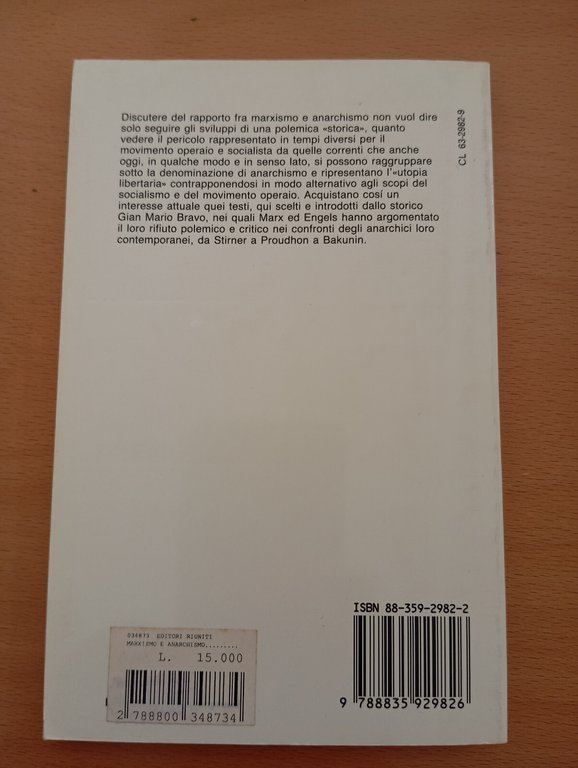 Discutere del rapporto fra marxismo e anarchismo non vuol dire
solo seguire gli sviluppi di una polemica «storica», quanto
vedere il pericolo rappresentato in tempi diversi per il
movimento operaio e socialista da quelle correnti che anche
oggi, in qualche modo e in senso lato, si possono raggruppare
sotto la denominazione di anarchismo e ripresentano l'«utopia
libertaria» contrapponendosi in modo alternativo agli scopi del
socialismo e del movimento operaio. Acquistano cosí un
interesse attuale quei testi, qui scelti e introdotti dallo storico
Gian Mario Bravo, nei quali Marx ed Engels hanno argomentato
il loro rifiuto polemico e critico nei confronti degli anarchici loro
contemporanei, da Stirner a Proudhon a Bakunin.
CL 63-2982-9
ISBN 88-359-2982-2
9 788835 929826
034873 EDITORI RIUNITI
MARXISMO E ANARCHISMO.........
L. 15.000
2 788800 348734